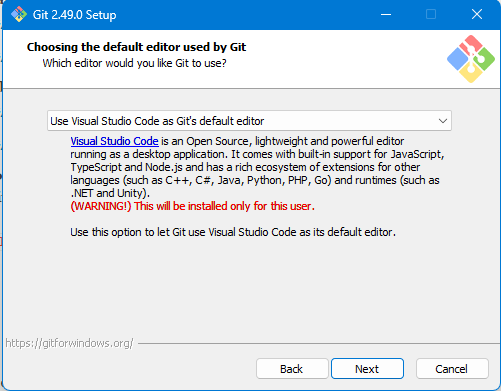 Git 2.49.0 Setup
Choosing the default editor used by Git
Which editor would you like Git to use?
Use Visual Studio Code as Git's default editor
Visual Studio Code is an Open Source, lightweight and powerful editor
running as a desktop application. It comes with built-in support for JavaScript,
TypeScript and Node.js and has a rich ecosystem of extensions for other
languages (such as C++, C#, Java, Python, PHP, Go) and runtimes (such as
.NET and Unity).
(WARNING!) This will be installed only for this user.
Use this option to let Git use Visual Studio Code as its default editor.
https://gitforwindows.org/
Back Next Cancel